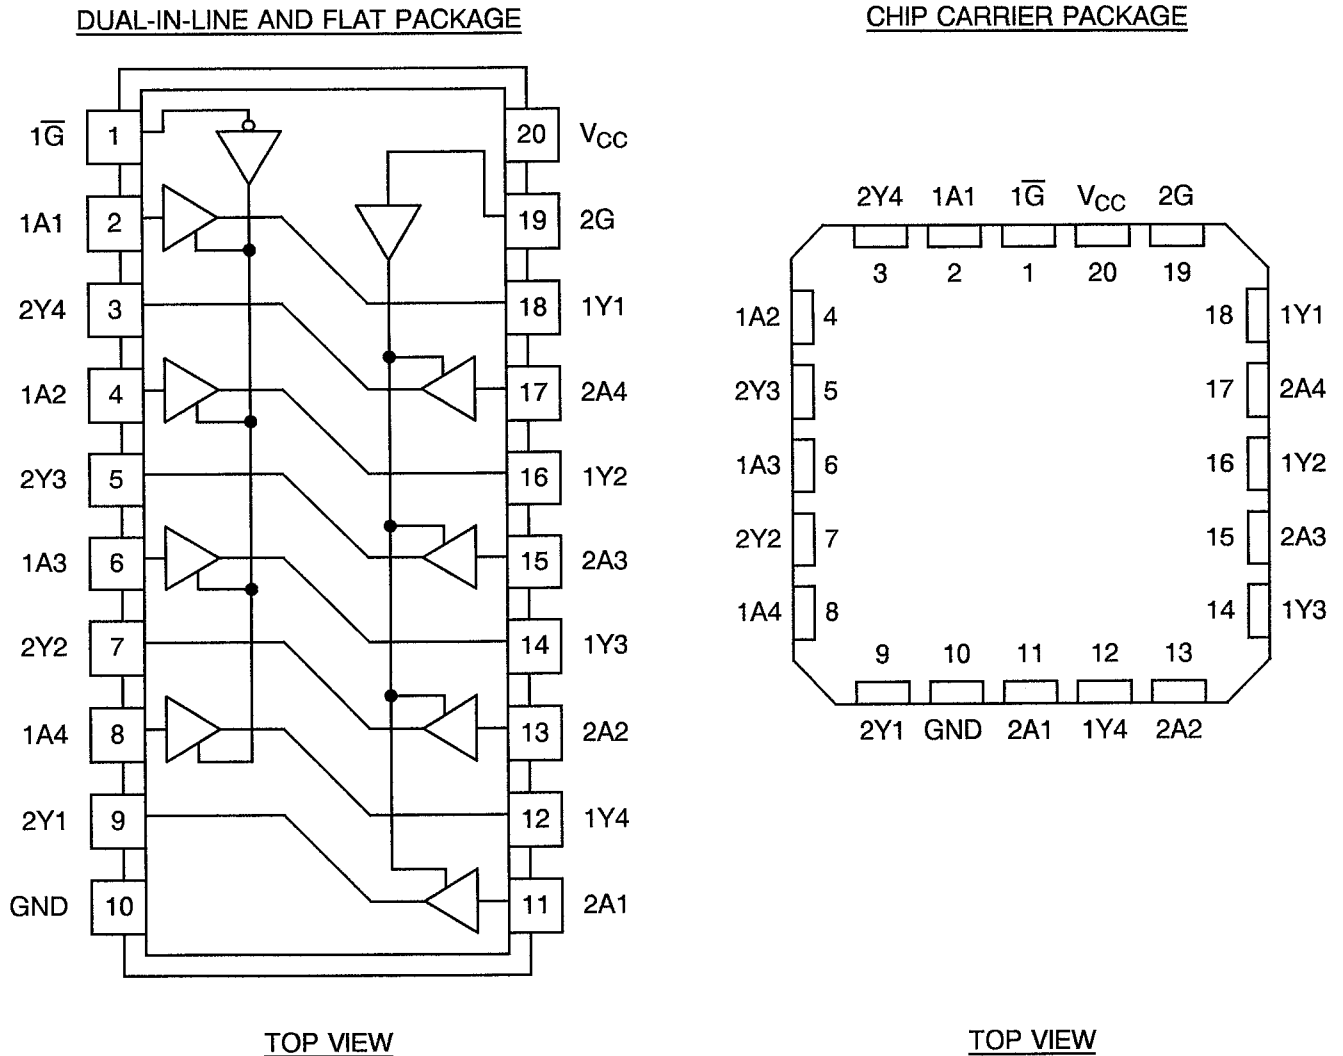 DUAL-IN-LINE AND FLAT PACKAGE
1G̅ 1 20 VCC
1A1 2 19 2G
2Y4 3 18 1Y1
1A2 4 17 2A4
2Y3 5 16 1Y2
1A3 6 15 2A3
2Y2 7 14 1Y3
1A4 8 13 2A2
2Y1 9 12 1Y4
GND 10 11 2A1
TOP VIEW
CHIP CARRIER PACKAGE
2Y4 1A1 1G̅ VCC 2G
3 2 1 20 19
1A2 4 18 1Y1
2Y3 5 17 2A4
1A3 6 16 1Y2
2Y2 7 15 2A3
1A4 8 14 1Y3
9 10 11 12 13
2Y1 GND 2A1 1Y4 2A2
TOP VIEW